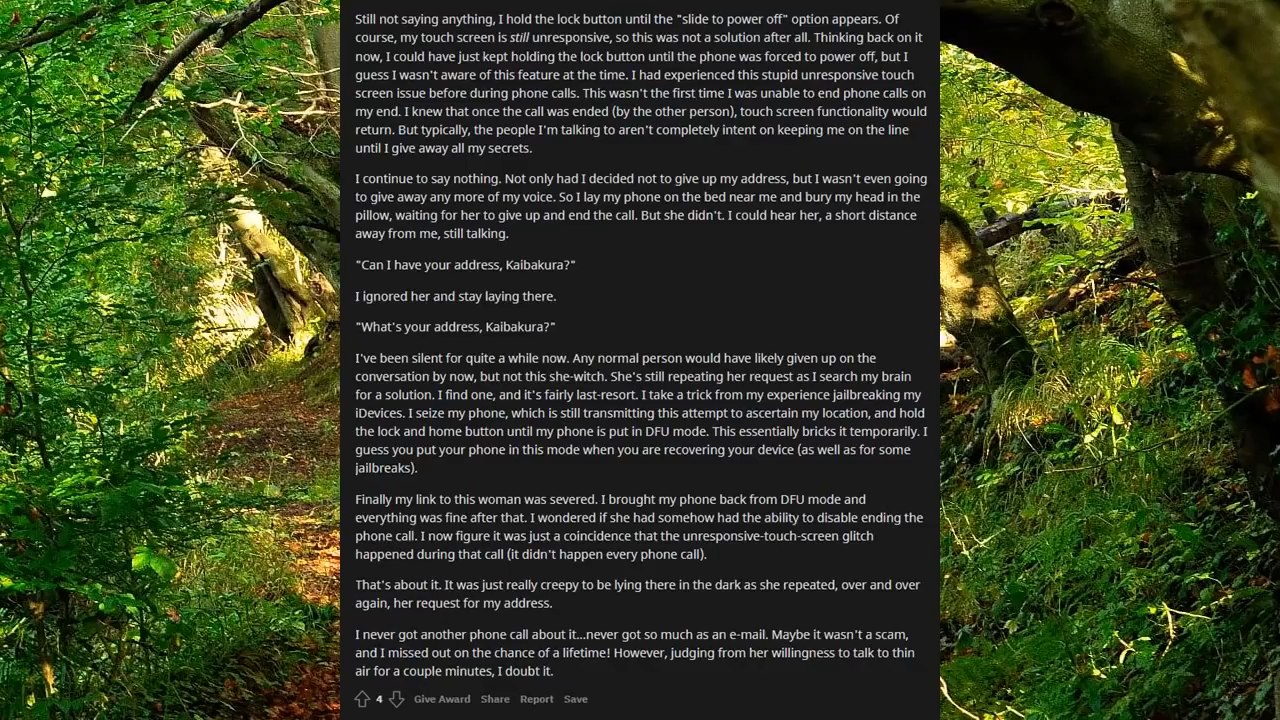 Still not saying anything, I hold the lock button until the "slide to power off" option appears. Of
course, my touch screen is still unresponsive, so this was not a solution after all. Thinking back on it
now, I could have just kept holding the lock button until the phone was forced to power off, but I
guess I wasn't aware of this feature at the time. I had experienced this stupid unresponsive touch
screen issue before during phone calls. This wasn't the first time I was unable to end phone calls on
my end. I knew that once the call was ended (by the other person), touch screen functionality would
return. But typically, the people I'm talking to aren't completely intent on keeping me on the line
until I give away all my secrets.
I continue to say nothing. Not only had I decided not to give up my address, but I wasn't even going
to give away any more of my voice. So I lay my phone on the bed near me and bury my head in the
pillow, waiting for her to give up and end the call. But she didn't. I could hear her, a short distance
away from me, still talking.
"Can I have your address, Kaibakura?"
I ignored her and stay laying there.
"What's your address, Kaibakura?"
I've been silent for quite a while now. Any normal person would have likely given up on the
conversation by now, but not this she-witch. She's still repeating her request as I search my brain
for a solution. I find one, and it's fairly last-resort. I take a trick from my experience jailbreaking my
iDevices. I seize my phone, which is still transmitting this attempt to ascertain my location, and hold
the lock and home button until my phone is put in DFU mode. This essentially bricks it temporarily. I
guess you put your phone in this mode when you are recovering your device (as well as for some
jailbreaks).
Finally my link to this woman was severed. I brought my phone back from DFU mode and
everything was fine after that. I wondered if she had somehow had the ability to disable ending the
phone call. I now figure it was just a coincidence that the unresponsive-touch-screen glitch
happened during that call (it didn't happen every phone call).
That's about it. It was just really creepy to be lying there in the dark as she repeated, over and over
again, her request for my address.
I never got another phone call about it...never got so much as an e-mail. Maybe it wasn't a scam,
and I missed out on the chance of a lifetime! However, judging from her willingness to talk to thin
air for a couple minutes, I doubt it.
4 Give Award Share Report Save